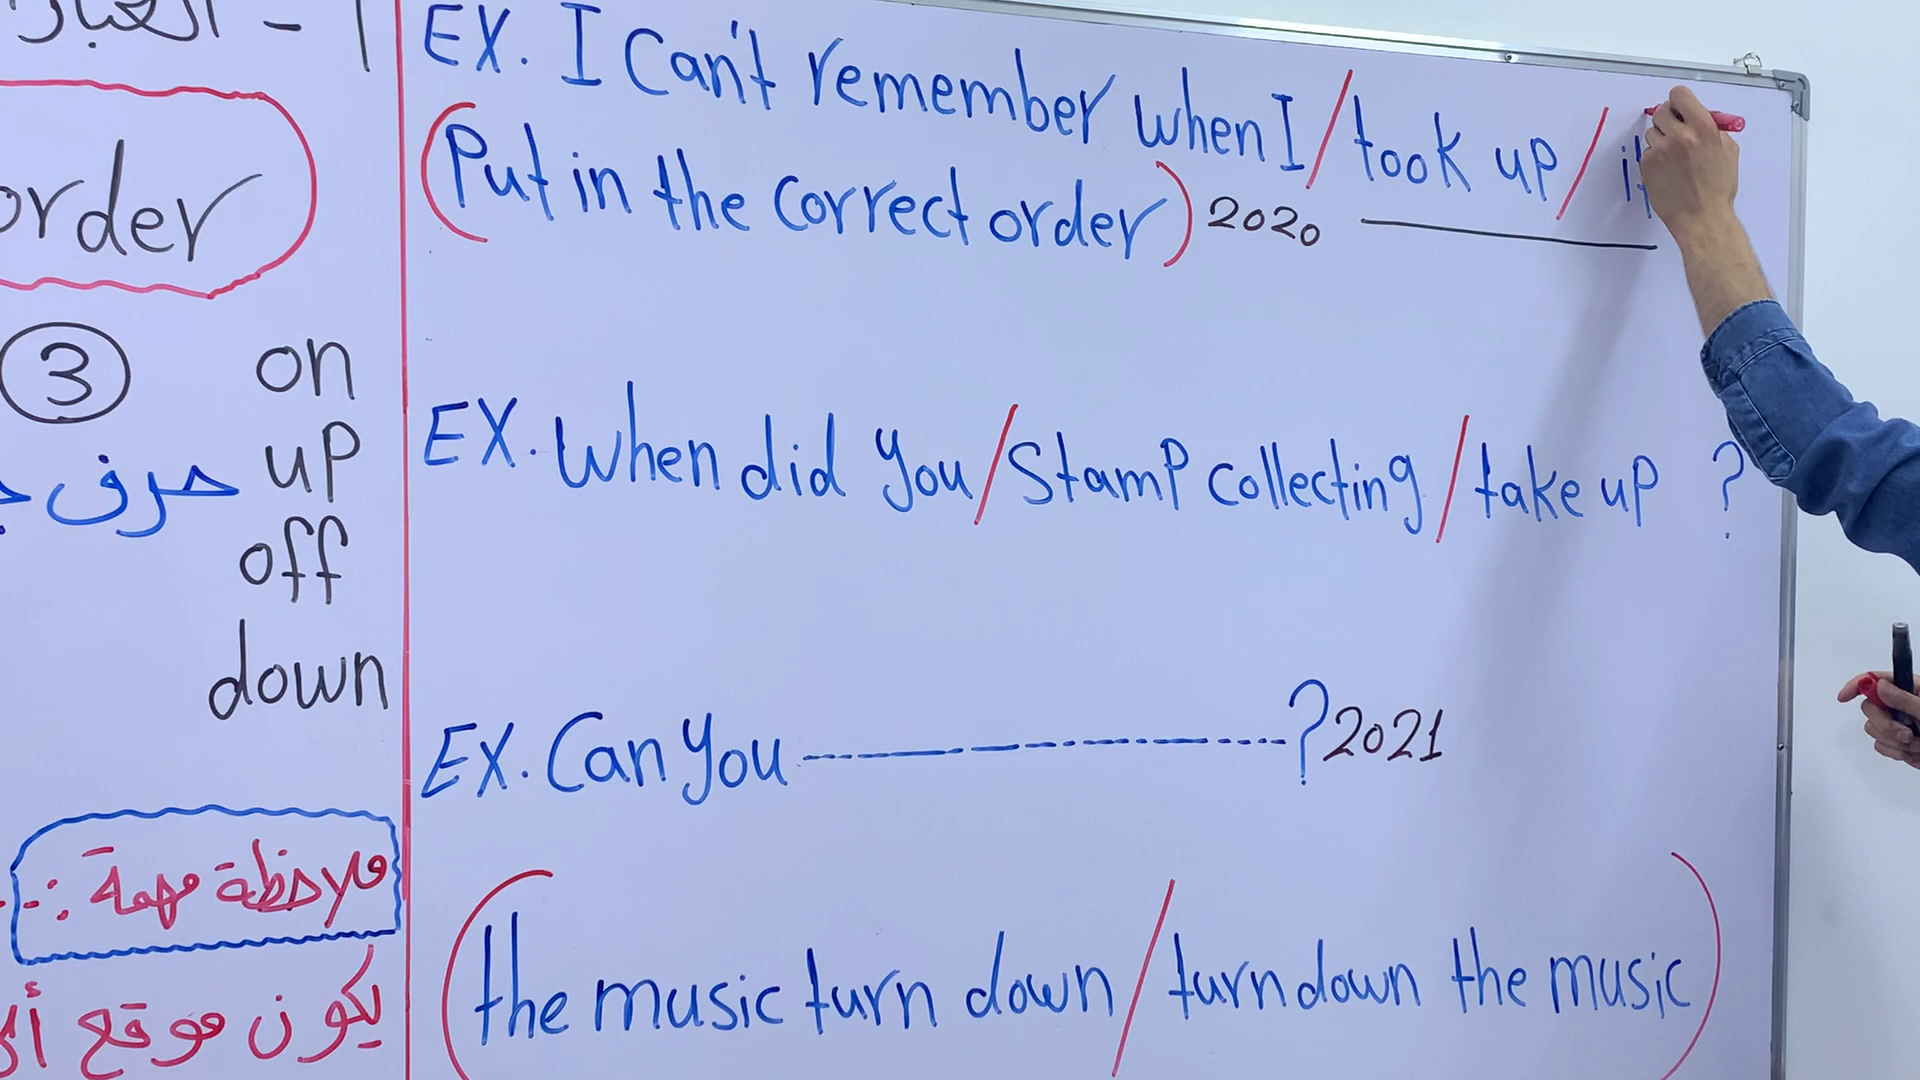 order
3
on
حرف up
off
down
ملاحظة مهمة :-
يكون موقع
EX. I Can't remember when I / took up / it
(Put in the correct order) 2020
EX. When did you / Stamp collecting / take up ?
EX. Can you ------------ ? 2021
(the music turn down / turn down the music)